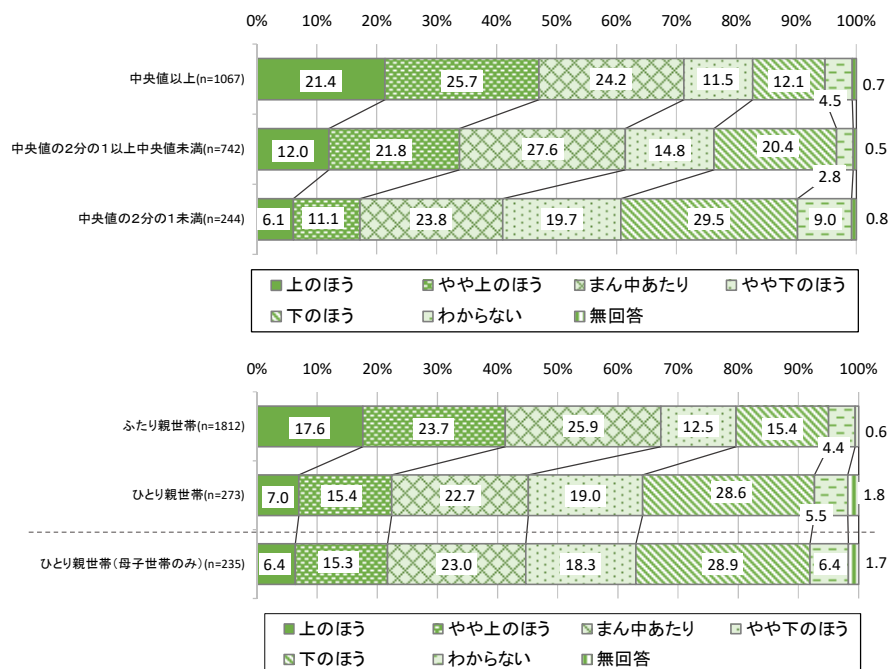 0% 10% 20% 30% 40% 50% 60% 70% 80% 90% 100%
中央値以上(n=1067) 21.4 25.7 24.2 11.5 12.1 4.5 0.7
中央値の2分の1以上中央値未満(n=742) 12.0 21.8 27.6 14.8 20.4 2.8 0.5
中央値の2分の1未満(n=244) 6.1 11.1 23.8 19.7 29.5 9.0 0.8
上のほう やや上のほう まん中あたり やや下のほう
下のほう わからない 無回答
0% 10% 20% 30% 40% 50% 60% 70% 80% 90% 100%
ふたり親世帯(n=1812) 17.6 23.7 25.9 12.5 15.4 4.4 0.6
ひとり親世帯(n=273) 7.0 15.4 22.7 19.0 28.6 5.5 1.8
ひとり親世帯(母子世帯のみ)(n=235) 6.4 15.3 23.0 18.3 28.9 6.4 1.7
上のほう やや上のほう まん中あたり やや下のほう
下のほう わからない 無回答